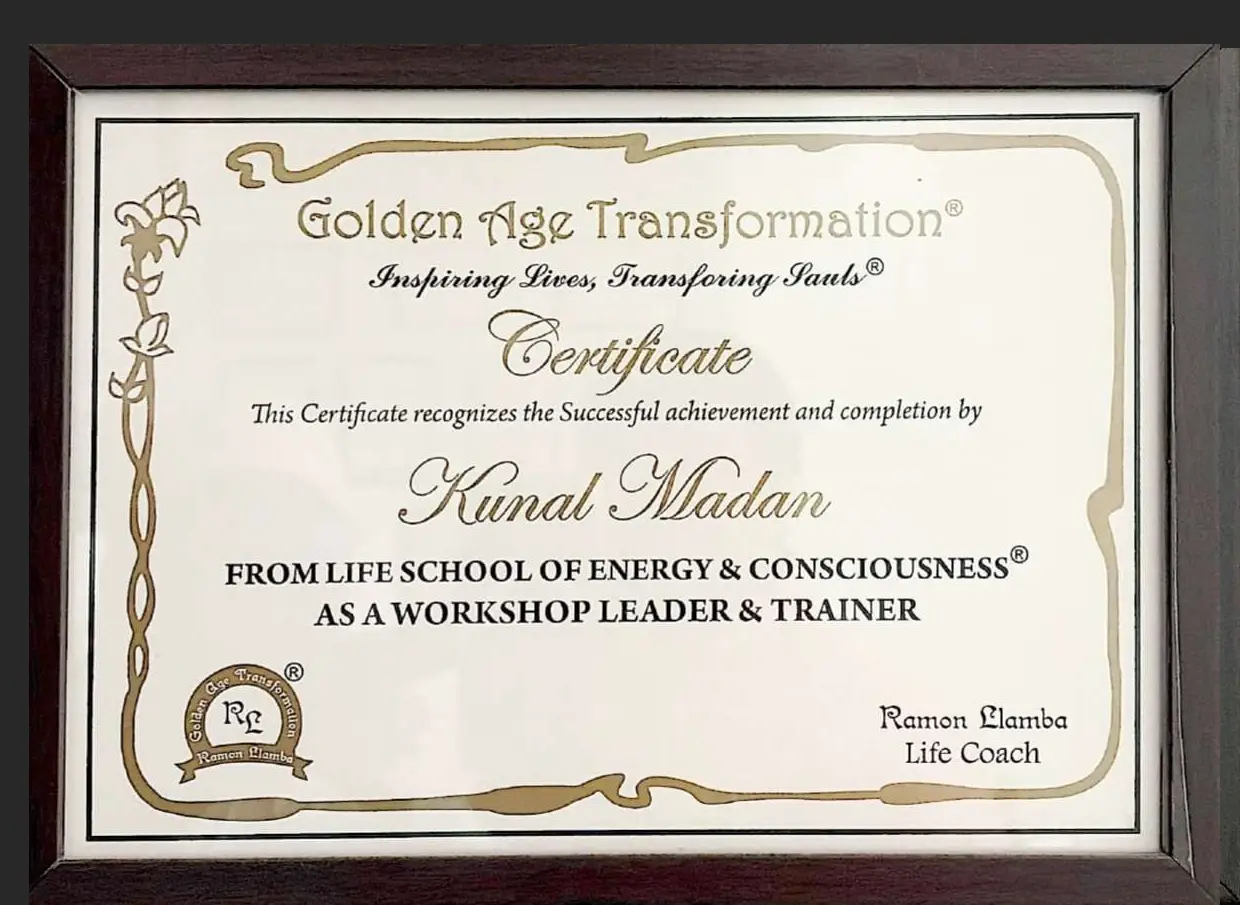 Golden Age Transformation®
Inspiring Lives, Transforing Sauls®
Certificate
This Certificate recognizes the Successful achievement and completion by
Kunal Madan
FROM LIFE SCHOOL OF ENERGY & CONSCIOUSNESS®
AS A WORKSHOP LEADER & TRAINER
Golden Age Transformation ®
RL
Ramon Llamba
Ramon Llamba
Life Coach